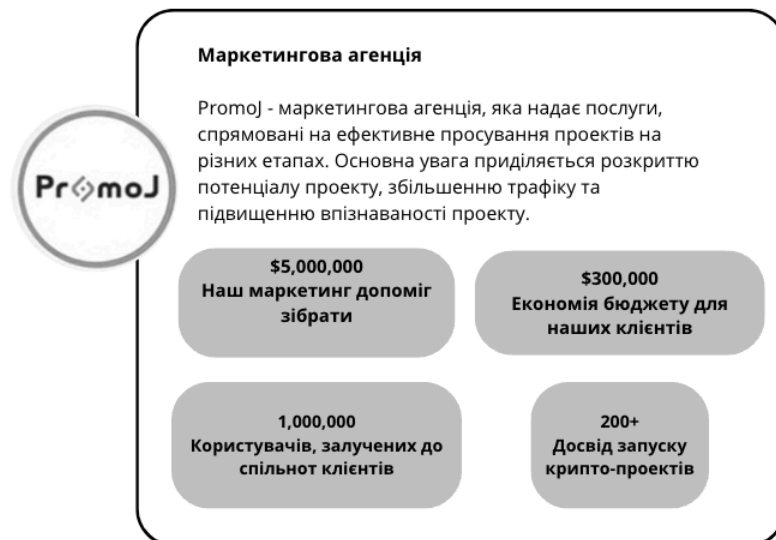 Маркетингова агенція
PromoJ - маркетингова агенція, яка надає послуги,
спрямовані на ефективне просування проектів на
різних етапах. Основна увага приділяється розкриттю
потенціалу проекту, збільшенню трафіку та
підвищенню впізнаваності проекту.
PromoJ
$5,000,000
Наш маркетинг допоміг
зібрати
$300,000
Економія бюджету для
наших клієнтів
1,000,000
Користувачів, залучених до
спільнот клієнтів
200+
Досвід запуску
крипто-проектів